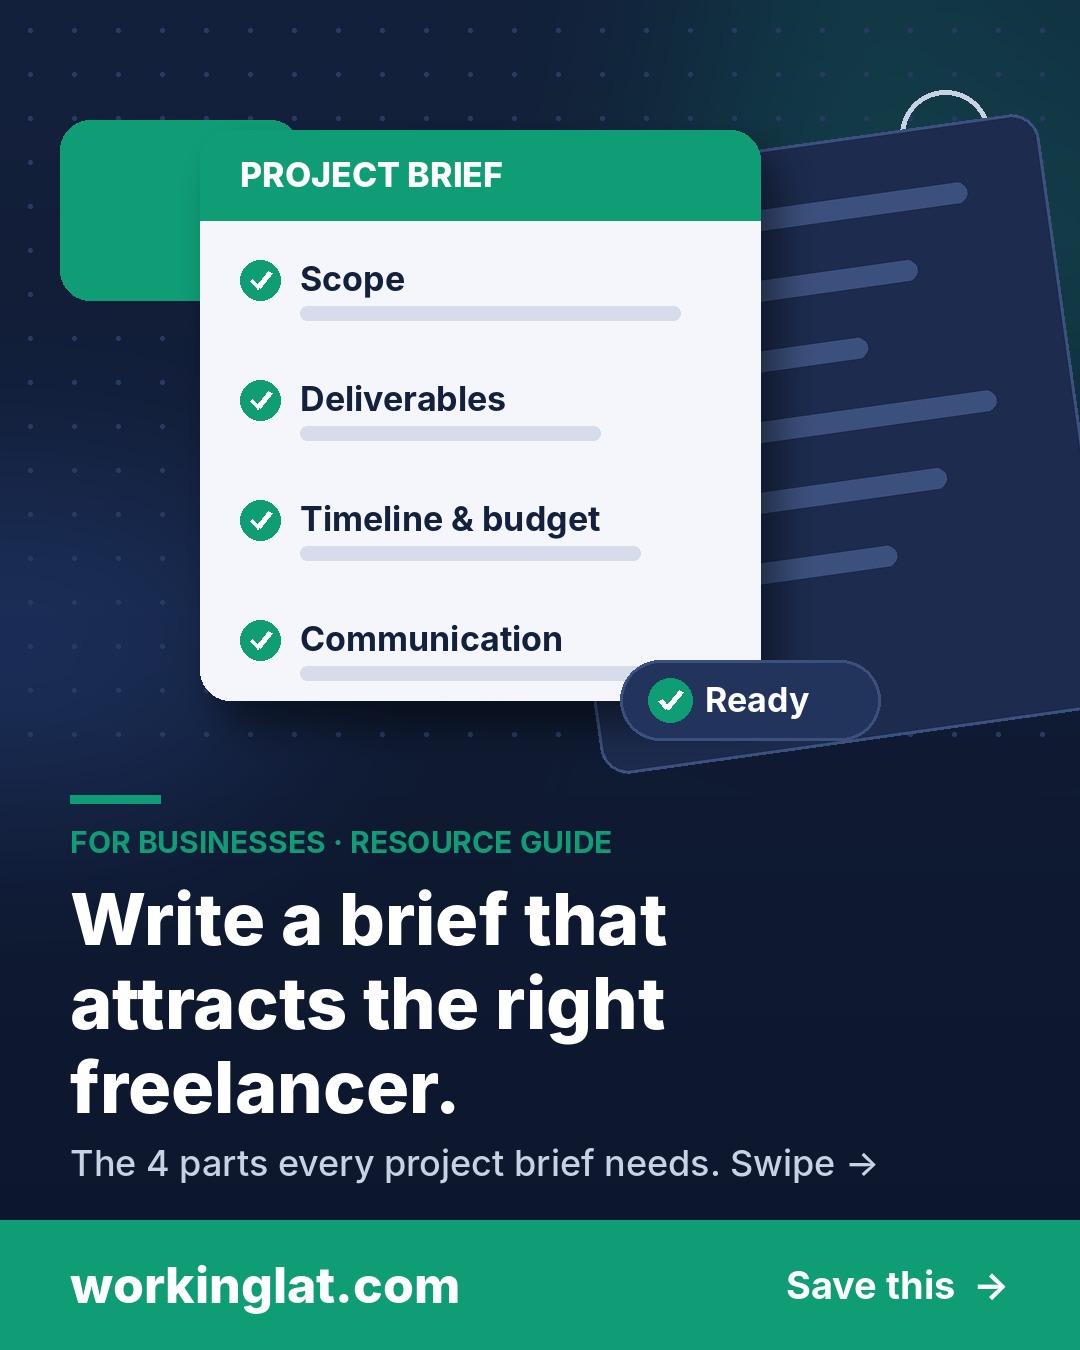 PROJECT BRIEF
Scope
Deliverables
Timeline & budget
Communication
Ready
FOR BUSINESSES · RESOURCE GUIDE
Write a brief that
attracts the right
freelancer.
The 4 parts every project brief needs. Swipe →
workinglat.com
Save this →